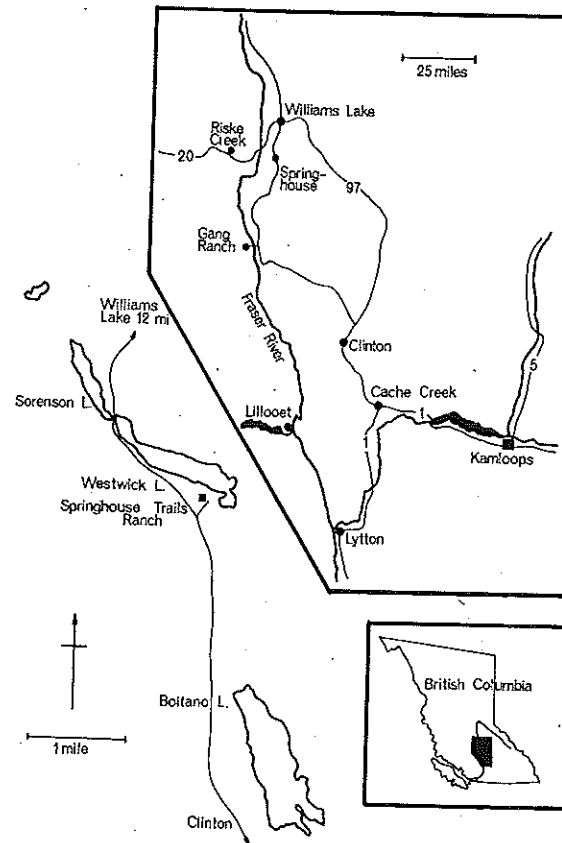 25 miles
Williams Lake
Riske
Creek
20
Spring-
house
97
Gang
Ranch
Fraser River
Williams
Lake 12 mi
Clinton
5
Sorenson L.
Cache Creek
Lillooet
1
Kamloops
1
Westwick L.
Springhouse Trails
Ranch
Lytton
British Columbia
Boitano L.
1 mile
Clinton